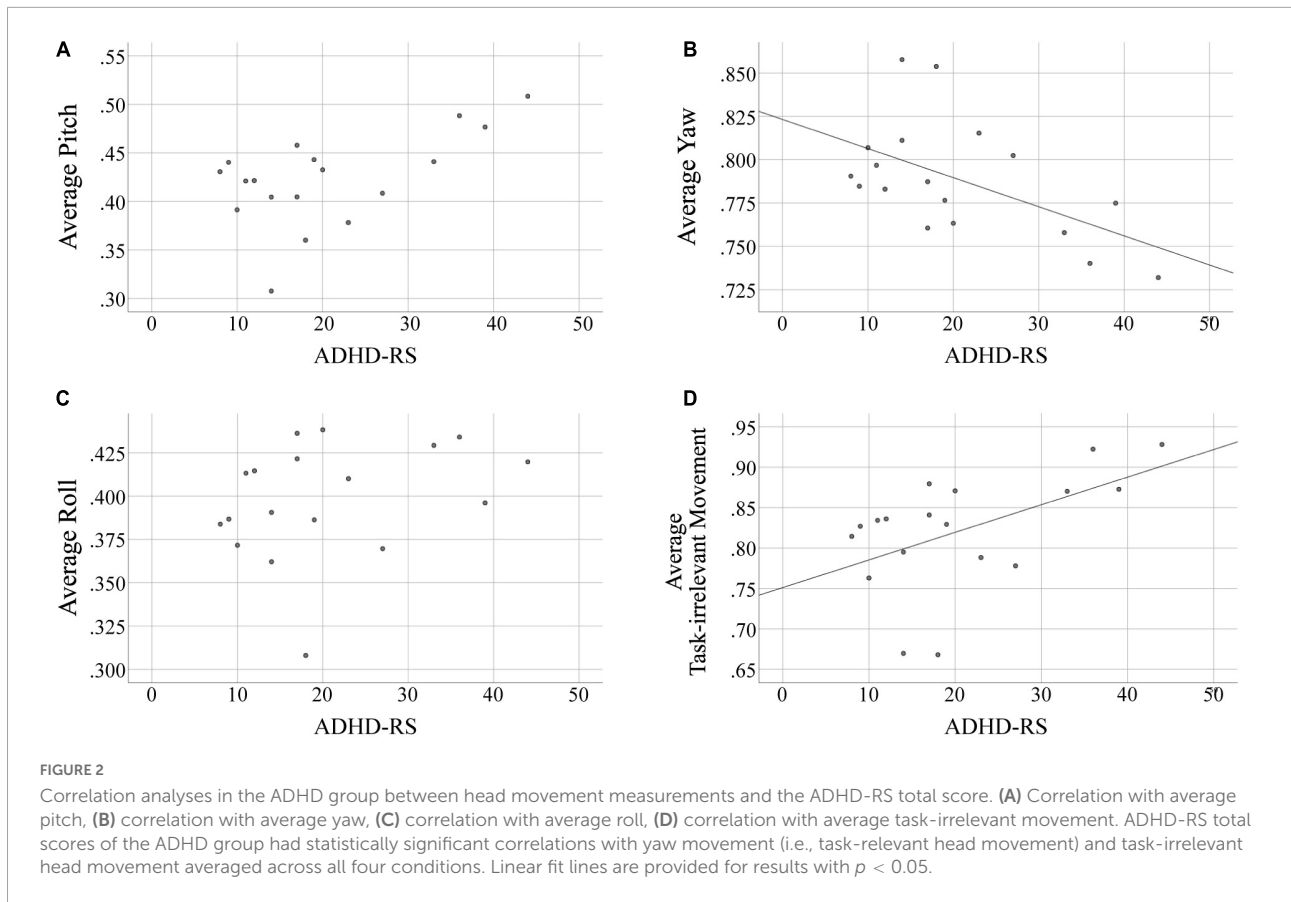 A
.55
.50
.45
.40
.35
.30
Average Pitch
0 10 20 30 40 50
ADHD-RS
B
.850
.825
.800
.775
.750
.725
Average Yaw
0 10 20 30 40 50
ADHD-RS
C
.425
.400
.375
.350
.325
.300
Average Roll
0 10 20 30 40 50
ADHD-RS
D
.95
.90
.85
.80
.75
.70
.65
Average
Task-irrelevant Movement
0 10 20 30 40 50
ADHD-RS
FIGURE 2
Correlation analyses in the ADHD group between head movement measurements and the ADHD-RS total score. (A) Correlation with average
pitch, (B) correlation with average yaw, (C) correlation with average roll, (D) correlation with average task-irrelevant movement. ADHD-RS total
scores of the ADHD group had statistically significant correlations with yaw movement (i.e., task-relevant head movement) and task-irrelevant
head movement averaged across all four conditions. Linear fit lines are provided for results with p < 0.05.